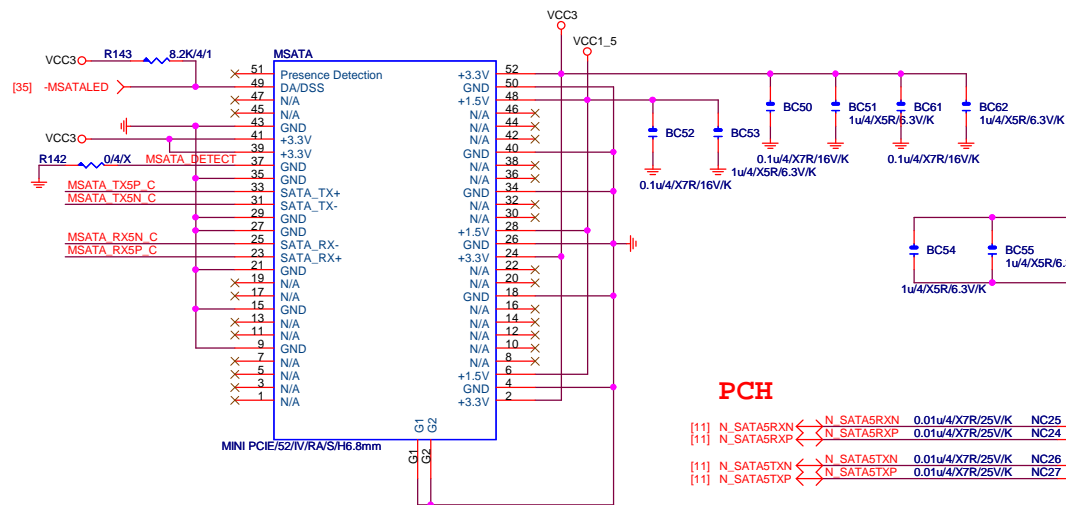 VCC3
VCC1_5
VCC3 R143 8.2K/4/1
[35] -MSATALED
MSATA
51 Presence Detection +3.3V 52
49 DA/DSS GND 50
47 N/A +1.5V 48
45 N/A N/A 46
43 GND N/A 44
VCC3 41 +3.3V N/A 42
39 +3.3V GND 40
R142 0/4/X MSATA_DETECT 37 GND N/A 38
35 GND N/A 36
MSATA_TX5P_C 33 SATA_TX+ GND 34
MSATA_TX5N_C 31 SATA_TX- N/A 32
29 GND N/A 30
27 GND +1.5V 28
MSATA_RX5N_C 25 SATA_RX- GND 26
MSATA_RX5P_C 23 SATA_RX+ +3.3V 24
21 GND N/A 22
19 N/A N/A 20
17 N/A GND 18
15 GND N/A 16
13 N/A N/A 14
11 N/A N/A 12
9 GND N/A 10
7 N/A N/A 8
5 N/A +1.5V 6
3 N/A GND 4
1 N/A +3.3V 2
G1 G2
G1 G2
MINI PCIE/52/IV/RA/S/H6.8mm
BC50 BC51 BC61 BC62
1u/4/X5R/6.3V/K 1u/4/X5R/6.3V/K
BC52 BC53
0.1u/4/X7R/16V/K 0.1u/4/X7R/16V/K
1u/4/X5R/6.3V/K
0.1u/4/X7R/16V/K
BC54 BC55
1u/4/X5R/6.3
1u/4/X5R/6.3V/K
PCH
[11] N_SATA5RXN N_SATA5RXN 0.01u/4/X7R/25V/K NC25
[11] N_SATA5RXP N_SATA5RXP 0.01u/4/X7R/25V/K NC24
[11] N_SATA5TXN N_SATA5TXN 0.01u/4/X7R/25V/K NC26
[11] N_SATA5TXP N_SATA5TXP 0.01u/4/X7R/25V/K NC27